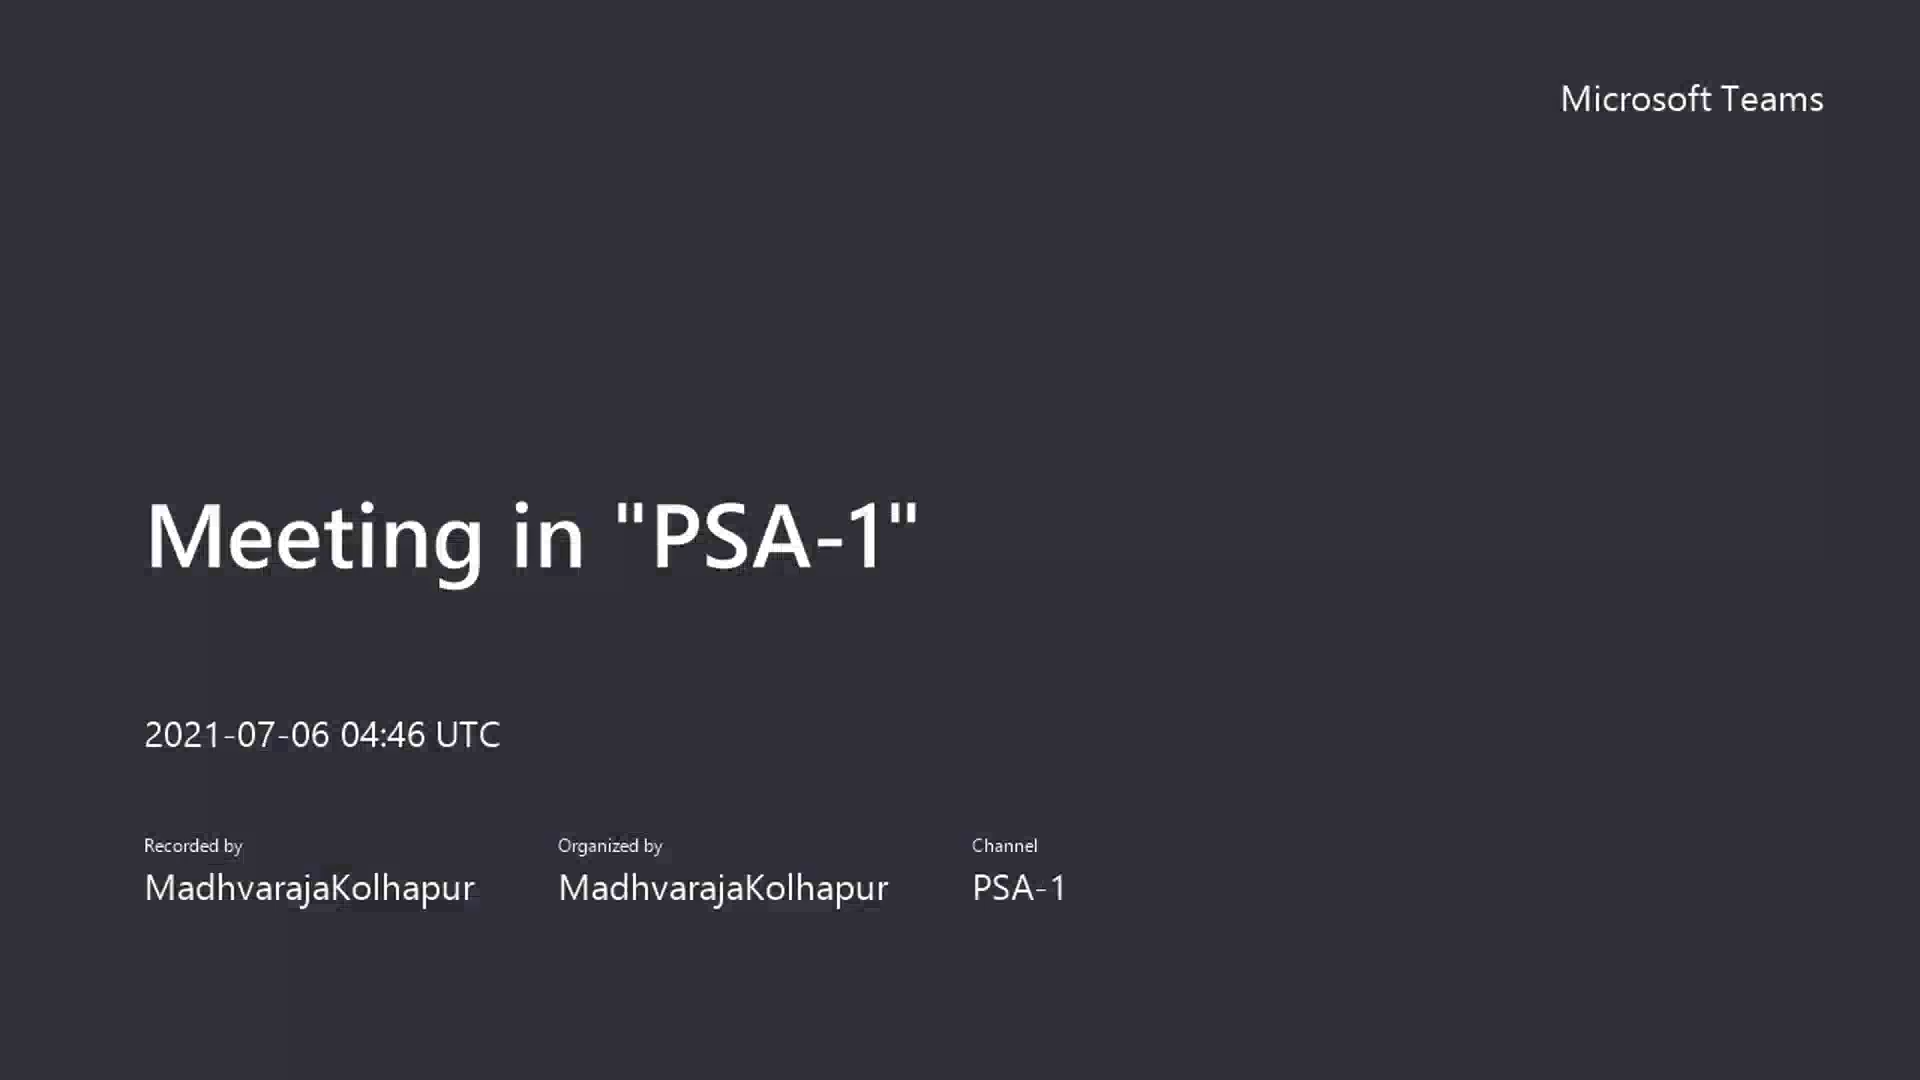 Microsoft Teams
Meeting in "PSA-1"
2021-07-06 04:46 UTC
Recorded by
MadhvarajaKolhapur
Organized by
MadhvarajaKolhapur
Channel
PSA-1